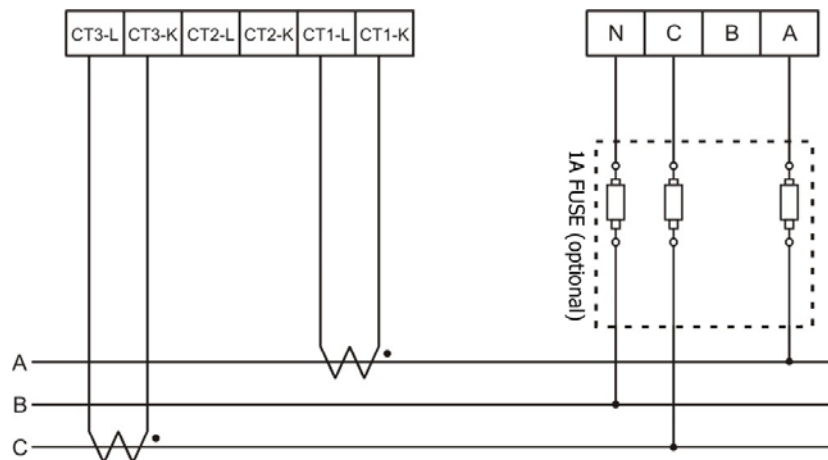 CT3-L CT3-K CT2-L CT2-K CT1-L CT1-K
N C B A
1A FUSE (optional)
A
B
C